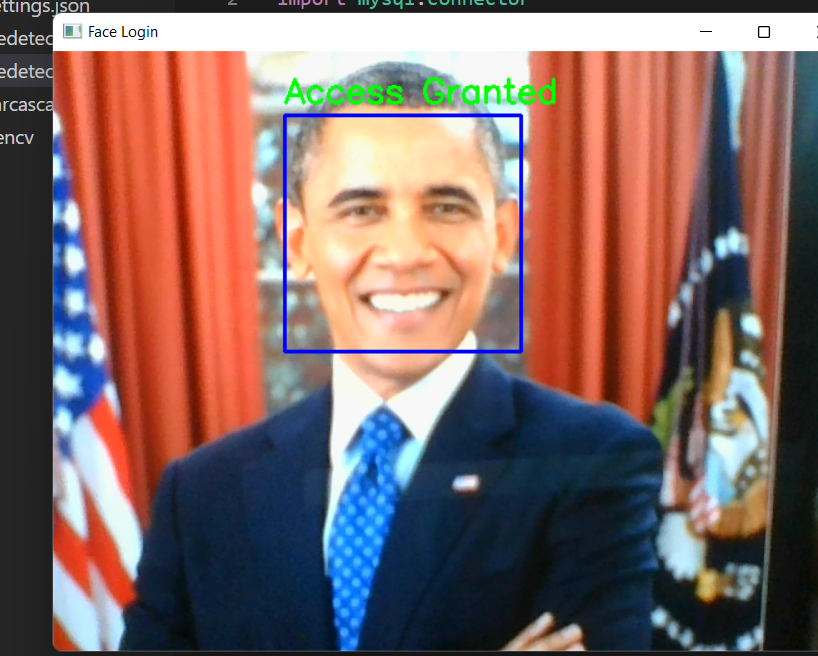 ettings.json
2 import mysql.connector
edetec
Face Login
edetec
arcasca
encv
Access Granted